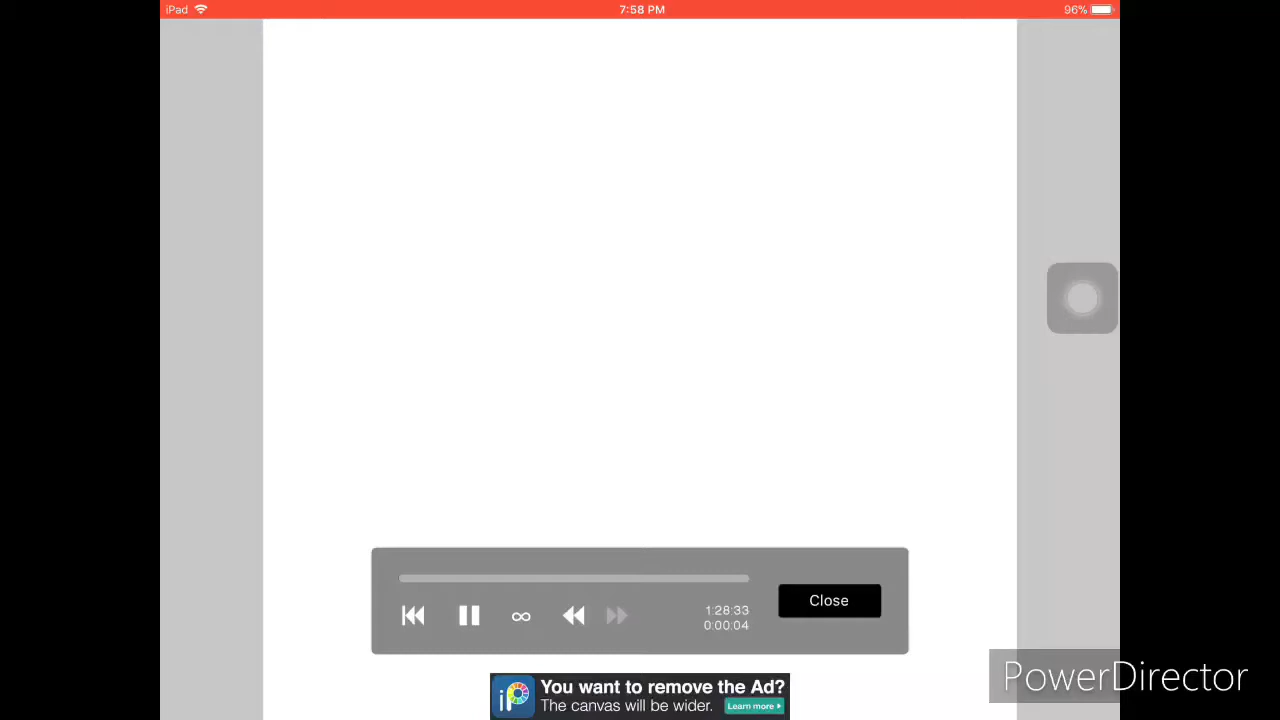 iPad
7:58 PM
96%
1:28:33
0:00:04
Close
PowerDirector
iP
You want to remove the Ad?
The canvas will be wider.
Learn more